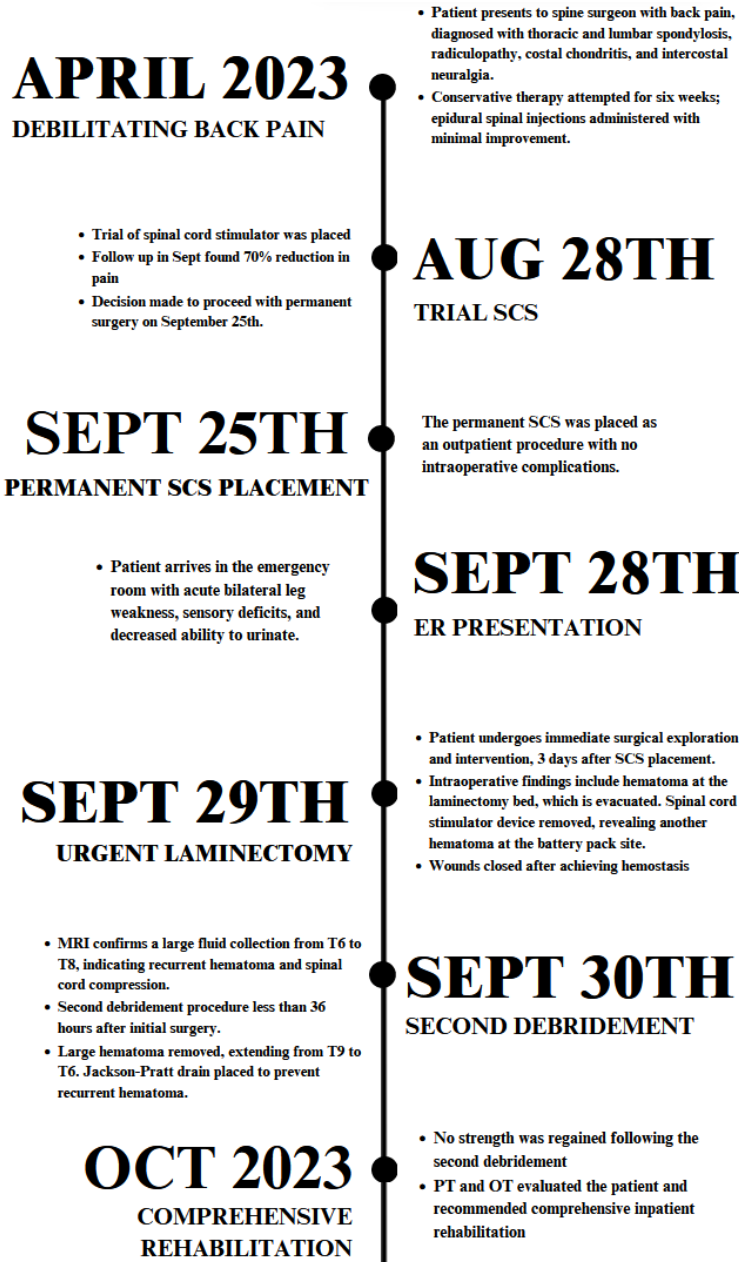 APRIL 2023
DEBILITATING BACK PAIN
• Patient presents to spine surgeon with back pain,
diagnosed with thoracic and lumbar spondylosis,
radiculopathy, costal chondritis, and intercostal
neuralgia.
• Conservative therapy attempted for six weeks;
epidural spinal injections administered with
minimal improvement.
AUG 28TH
TRIAL SCS
• Trial of spinal cord stimulator was placed
• Follow up in Sept found 70% reduction in
pain
• Decision made to proceed with permanent
surgery on September 25th.
SEPT 25TH
PERMANENT SCS PLACEMENT
The permanent SCS was placed as
an outpatient procedure with no
intraoperative complications.
SEPT 28TH
ER PRESENTATION
• Patient arrives in the emergency
room with acute bilateral leg
weakness, sensory deficits, and
decreased ability to urinate.
SEPT 29TH
URGENT LAMINECTOMY
• Patient undergoes immediate surgical exploration
and intervention, 3 days after SCS placement.
• Intraoperative findings include hematoma at the
laminectomy bed, which is evacuated. Spinal cord
stimulator device removed, revealing another
hematoma at the battery pack site.
• Wounds closed after achieving hemostasis
SEPT 30TH
SECOND DEBRIDEMENT
• MRI confirms a large fluid collection from T6 to
T8, indicating recurrent hematoma and spinal
cord compression.
• Second debridement procedure less than 36
hours after initial surgery.
• Large hematoma removed, extending from T9 to
T6. Jackson-Pratt drain placed to prevent
recurrent hematoma.
OCT 2023
COMPREHENSIVE
REHABILITATION
• No strength was regained following the
second debridement
• PT and OT evaluated the patient and
recommended comprehensive inpatient
rehabilitation